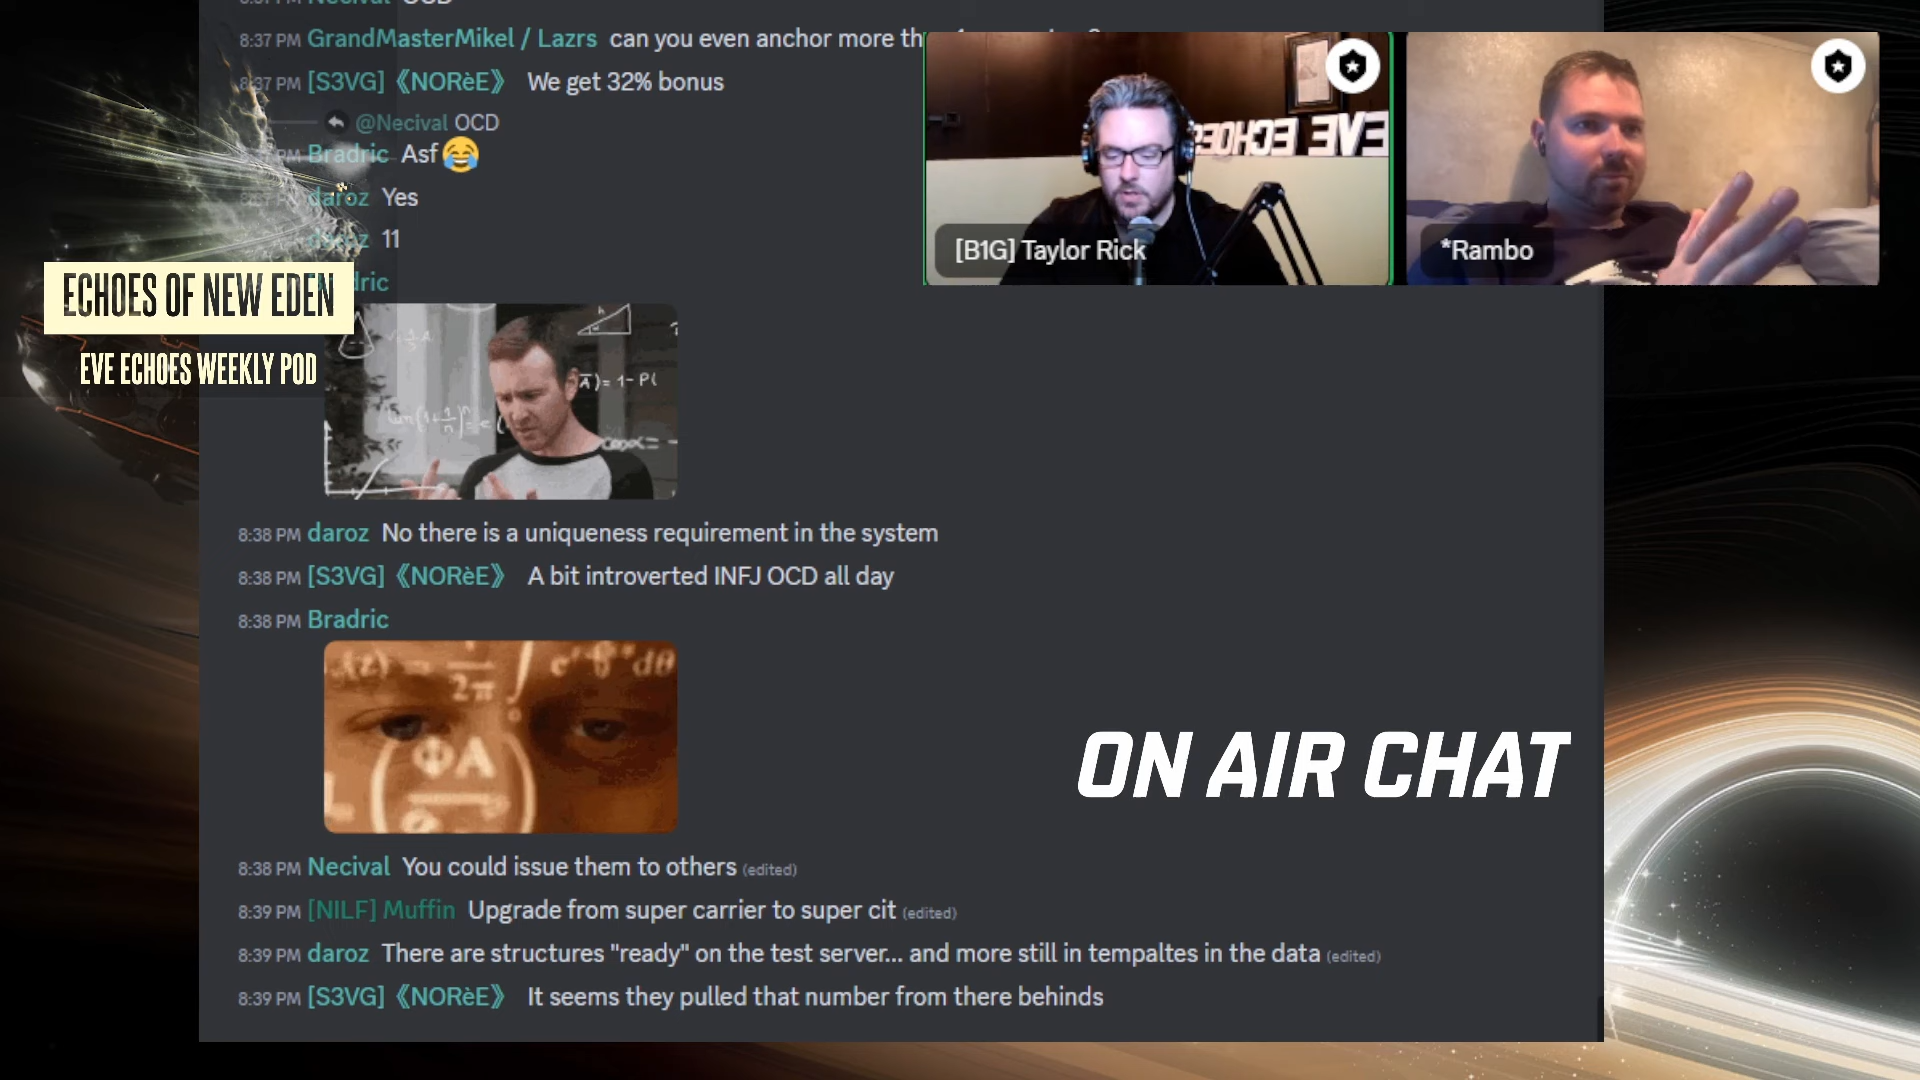 Necival OCD
8:37 PM GrandMasterMikel / Lazrs can you even anchor more th
8:37 PM [S3VG]《NORèE》 We get 32% bonus
@Necival OCD
Bradric Asf😂
daroz Yes
daroz 11
ECHOES OF NEW EDEN
EVE ECHOES WEEKLY POD
EVE ECHOES
[B1G] Taylor Rick
*Rambo
8:38 PM daroz No there is a uniqueness requirement in the system
8:38 PM [S3VG]《NORèE》 A bit introverted INFJ OCD all day
8:38 PM Bradric
ON AIR CHAT
8:38 PM Necival You could issue them to others (edited)
8:39 PM [NILF] Muffin Upgrade from super carrier to super cit (edited)
8:39 PM daroz There are structures "ready" on the test server... and more still in tempaltes in the data (edited)
8:39 PM [S3VG]《NORèE》 It seems they pulled that number from there behinds